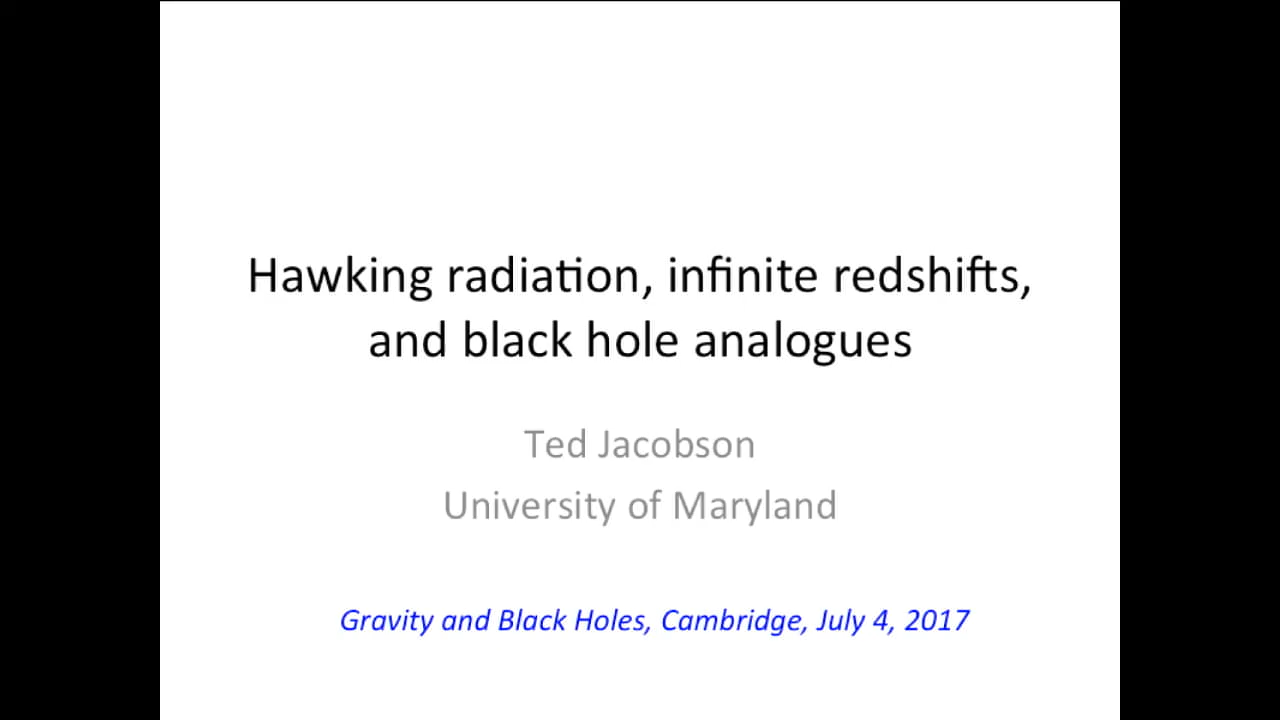 Hawking radiation, infinite redshifts,
and black hole analogues
Ted Jacobson
University of Maryland
Gravity and Black Holes, Cambridge, July 4, 2017